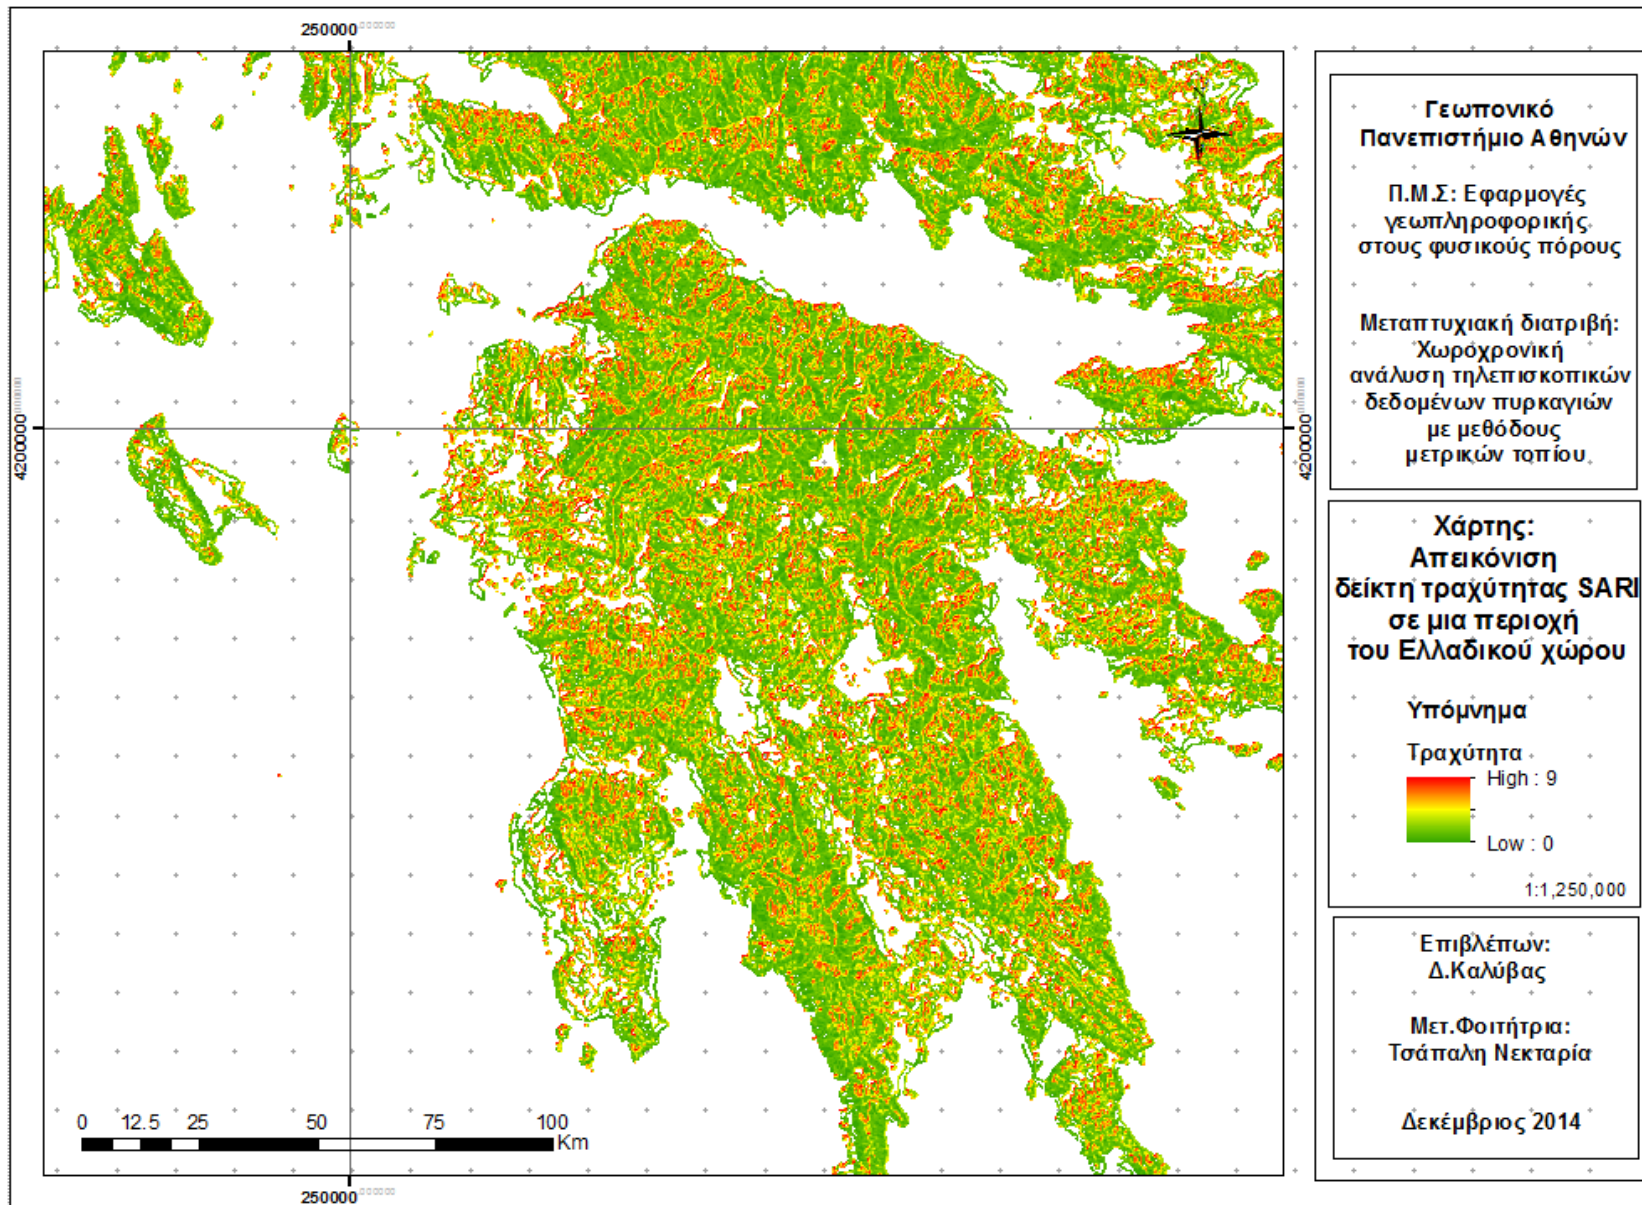 250000
Γεωπονικό
Πανεπιστήμιο Αθηνών
Π.Μ.Σ: Εφαρμογές
γεωπληροφορικής
στους φυσικούς πόρους
Μεταπτυχιακή διατριβή:
Χωροχρονική
ανάλυση τηλεπισκοπικών
δεδομένων πυρκαγιών
με μεθόδους
μετρικών τοπίου
4200000
4200000
Χάρτης:
Απεικόνιση
δείκτη τραχύτητας SARI
σε μια περιοχή
του Ελλαδικού χώρου
Υπόμνημα
Τραχύτητα
High : 9
Low : 0
1:1,250,000
Επιβλέπων:
Δ.Καλύβας
Μετ.Φοιτήτρια:
Τσάπαλη Νεκταρία
Δεκέμβριος 2014
0 12.5 25 50 75 100
Km
250000